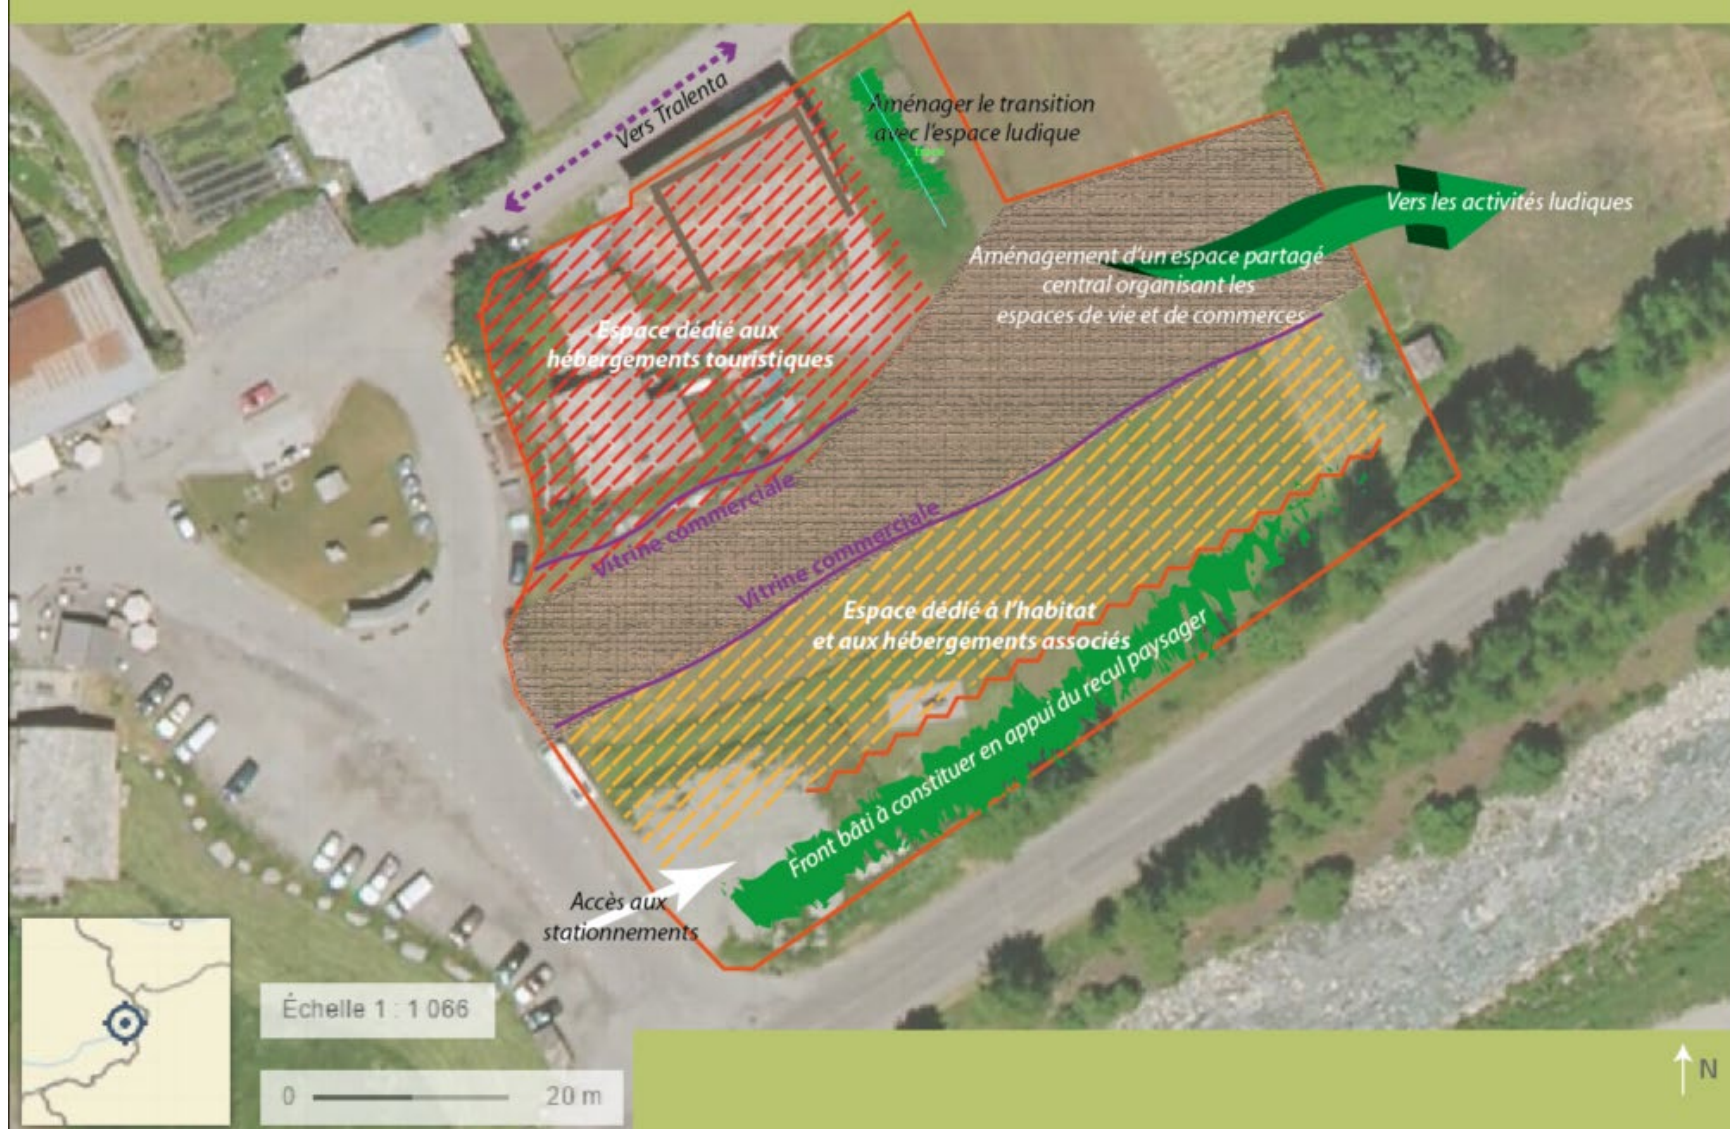 Vers Tralenta
Aménager le transition
avec l'espace ludique
trace
Vers les activités ludiques
Aménagement d'un espace partagé
central organisant les
espaces de vie et de commerces
Espace dédié aux
hébergements touristiques
Vitrine commerciale
Vitrine commerciale
Espace dédié à l'habitat
et aux hébergements associés
Front bâti à constituer en appui du recul paysager
Accès aux
stationnements
Échelle 1 : 1 066
0 20 m
N